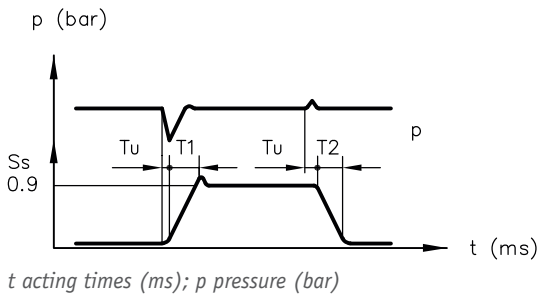 p (bar)
p
Tu T1 Tu T2
Ss
0.9
t (ms)
t acting times (ms); p pressure (bar)